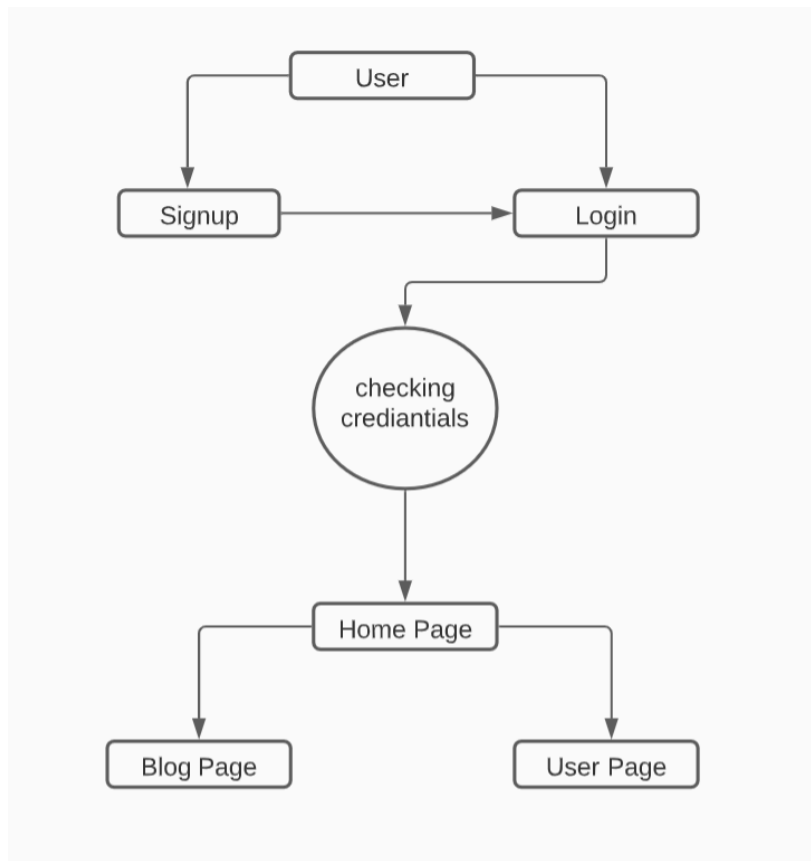 User
Signup
Login
checking
crediantials
Home Page
Blog Page
User Page